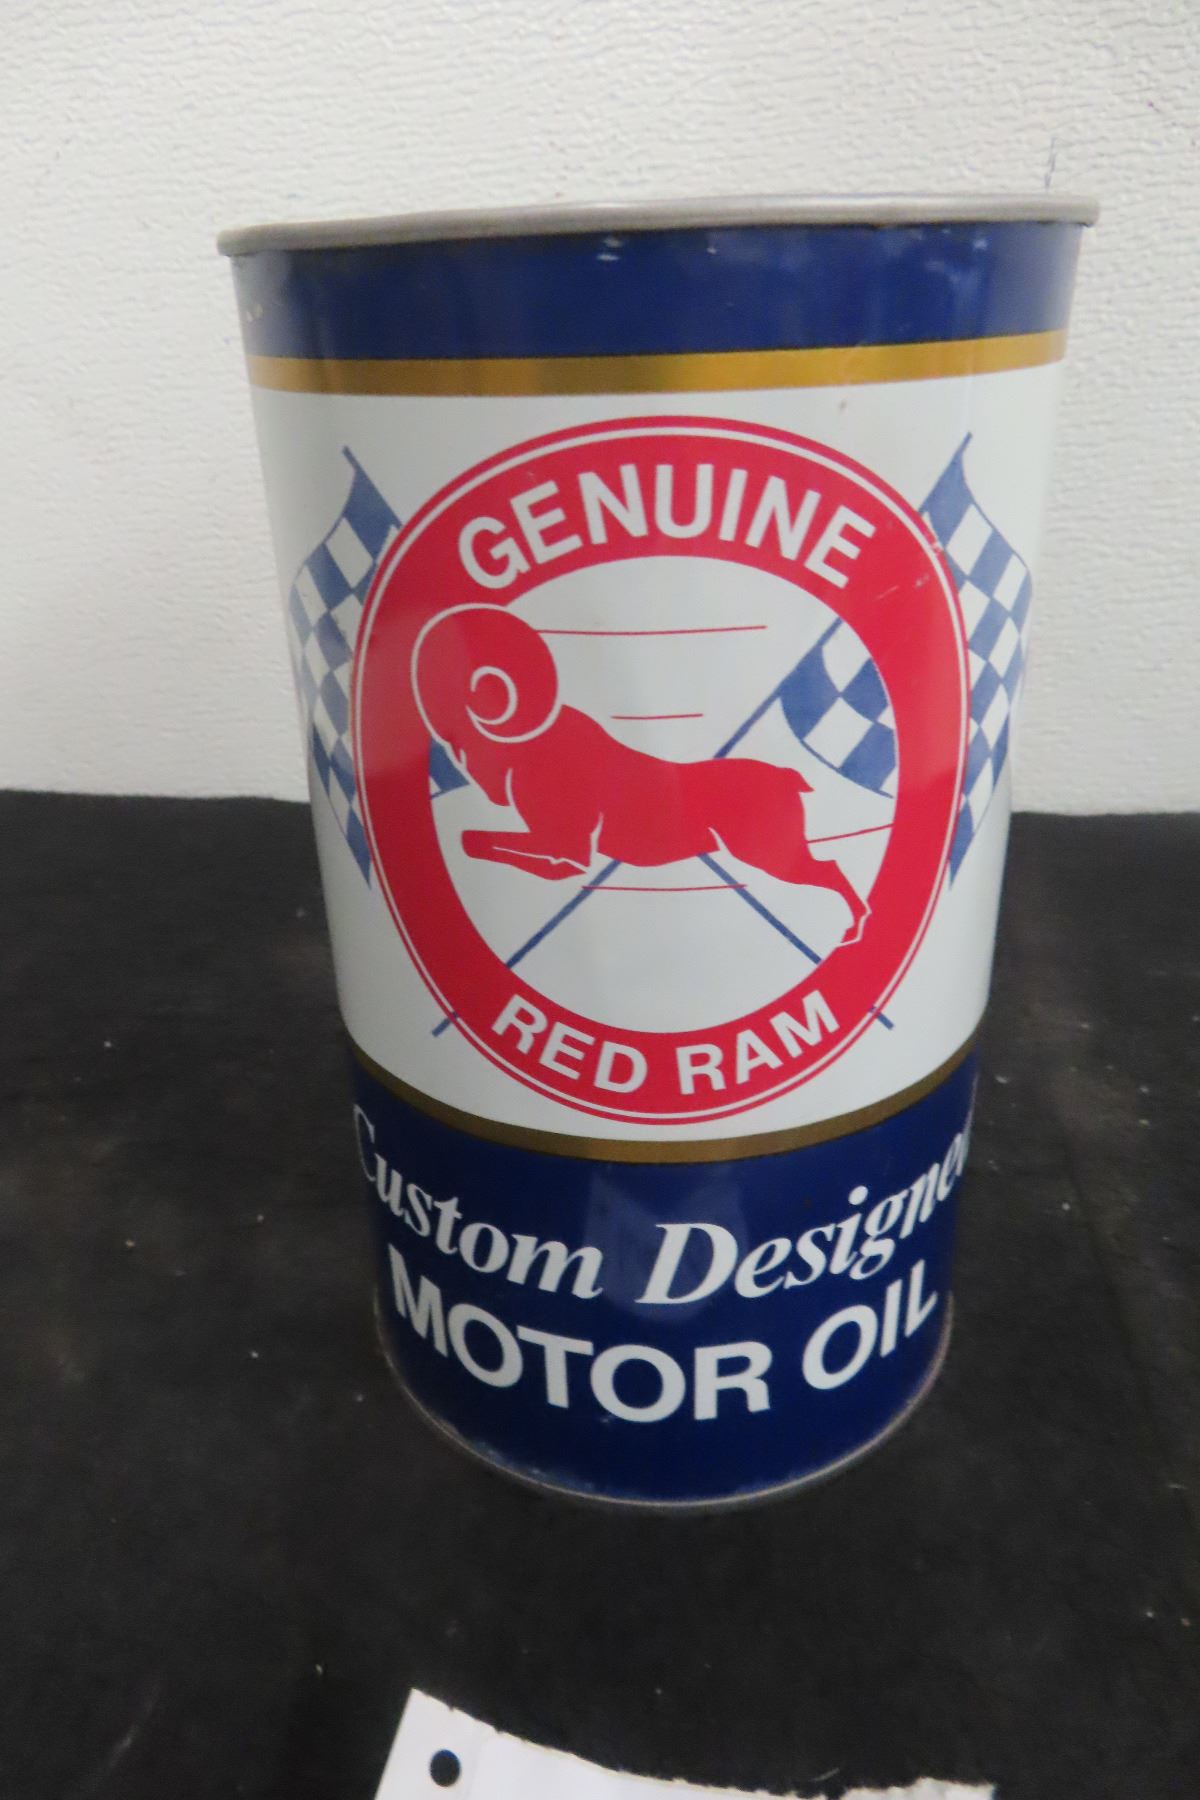 GENUINE
RED RAM
Custom Designed
MOTOR OIL